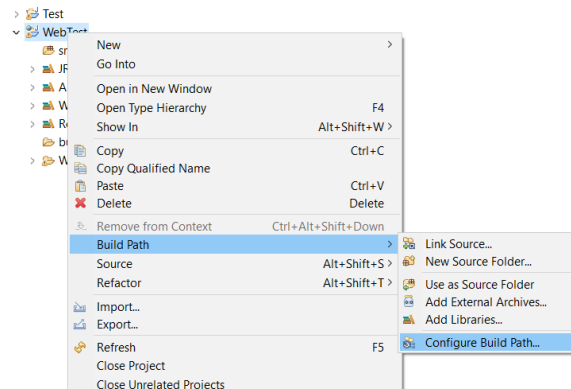 Test
WebTest
New
Go Into
Open in New Window
Open Type Hierarchy F4
Show In Alt+Shift+W
Copy Ctrl+C
Copy Qualified Name
Paste Ctrl+V
Delete Delete
Remove from Context Ctrl+Alt+Shift+Down
Build Path
Source Alt+Shift+S
Refactor Alt+Shift+T
Import...
Export...
Refresh F5
Close Project
Close Unrelated Projects
Link Source...
New Source Folder...
Use as Source Folder
Add External Archives...
Add Libraries...
Configure Build Path...